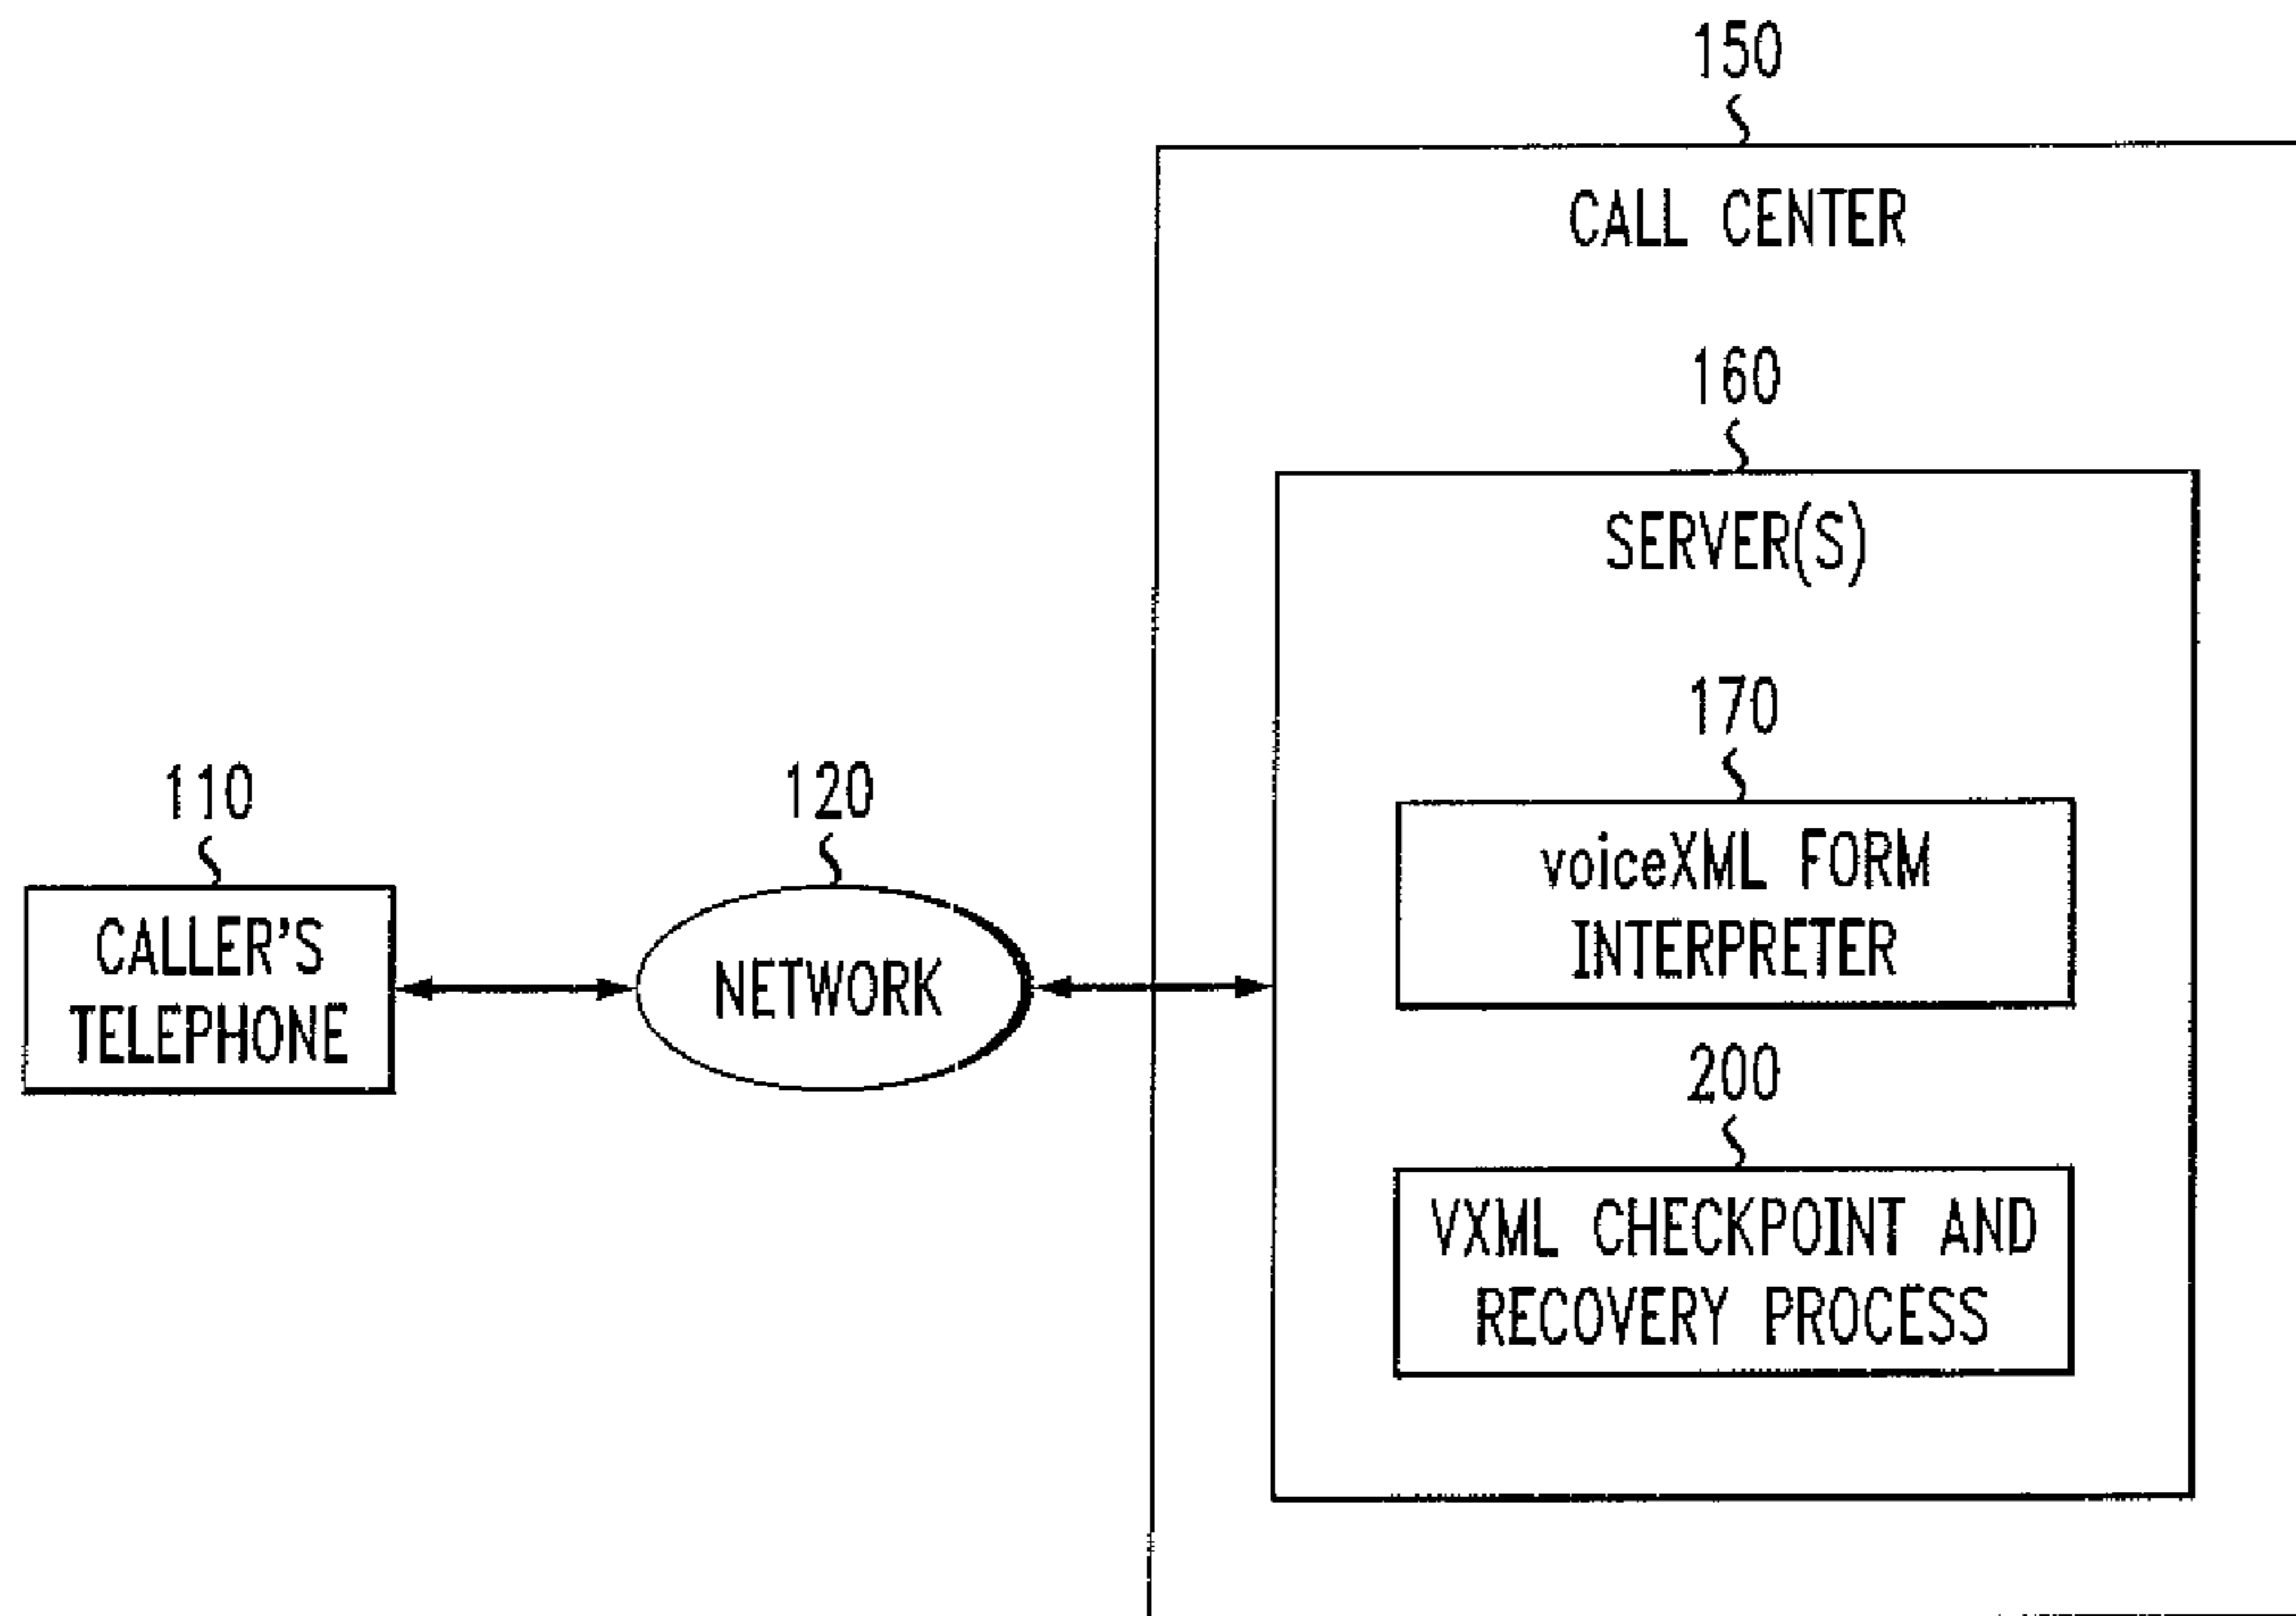 150
CALL CENTER
160
SERVER(S)
170
voiceXML FORM
INTERPRETER
200
VXML CHECKPOINT AND
RECOVERY PROCESS
110
CALLER'S
TELEPHONE
120
NETWORK